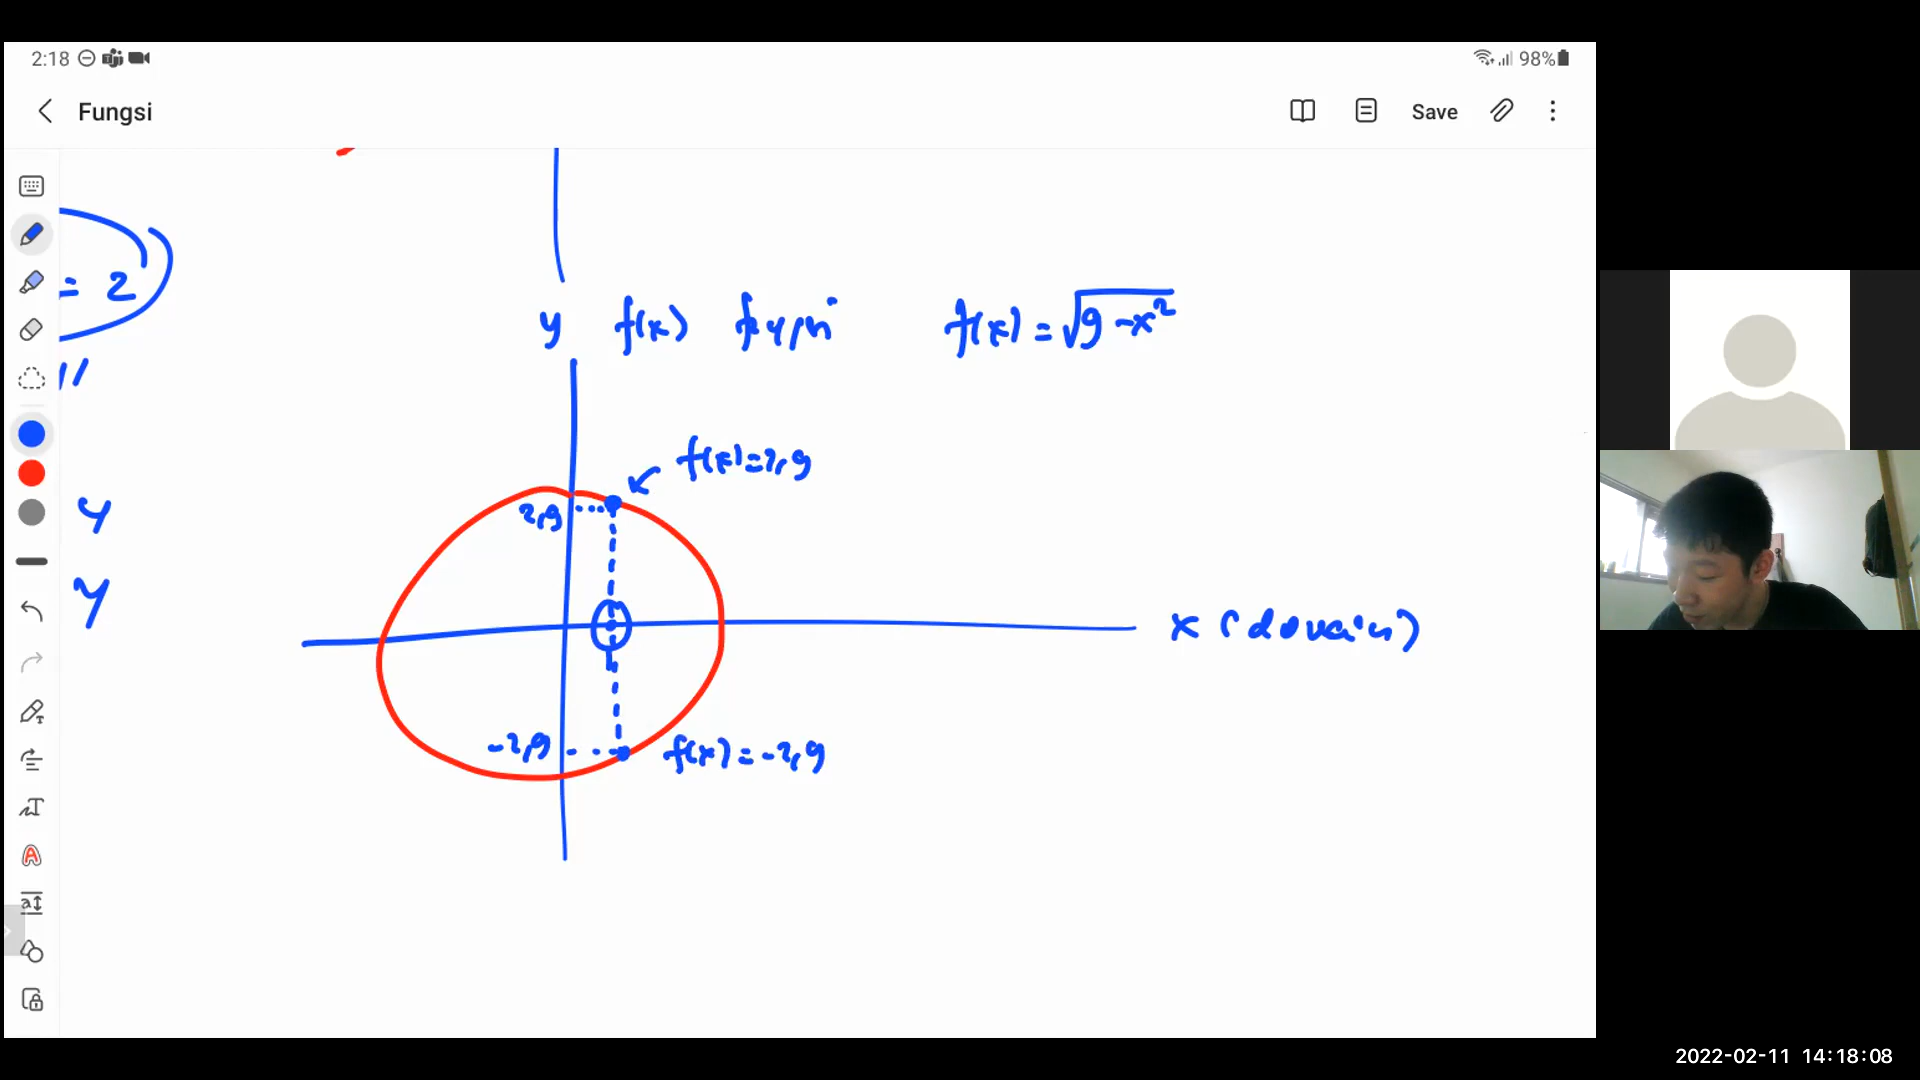 2:18 98%
Fungsi Save
= 2
y f(x) f(x) = √9 - x²
f(x) = 2,9
y
2,9
y
x (domain)
-2,9 f(x) = -2,9
2022-02-11 14:18:08